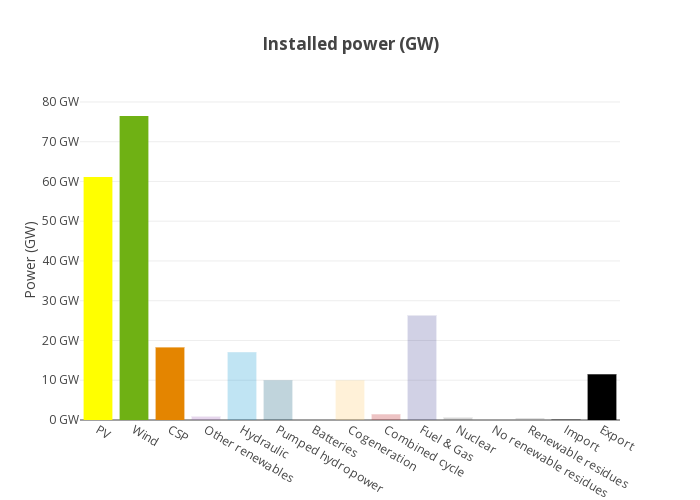 Installed power (GW)
80 GW
70 GW
60 GW
50 GW
40 GW
30 GW
20 GW
10 GW
0 GW
Power (GW)
PV
Wind
CSP
Other renewables
Hydraulic
Pumped hydropower
Batteries
Cogeneration
Combined cycle
Fuel & Gas
Nuclear
No renewable residues
Renewable residues
Import
Export